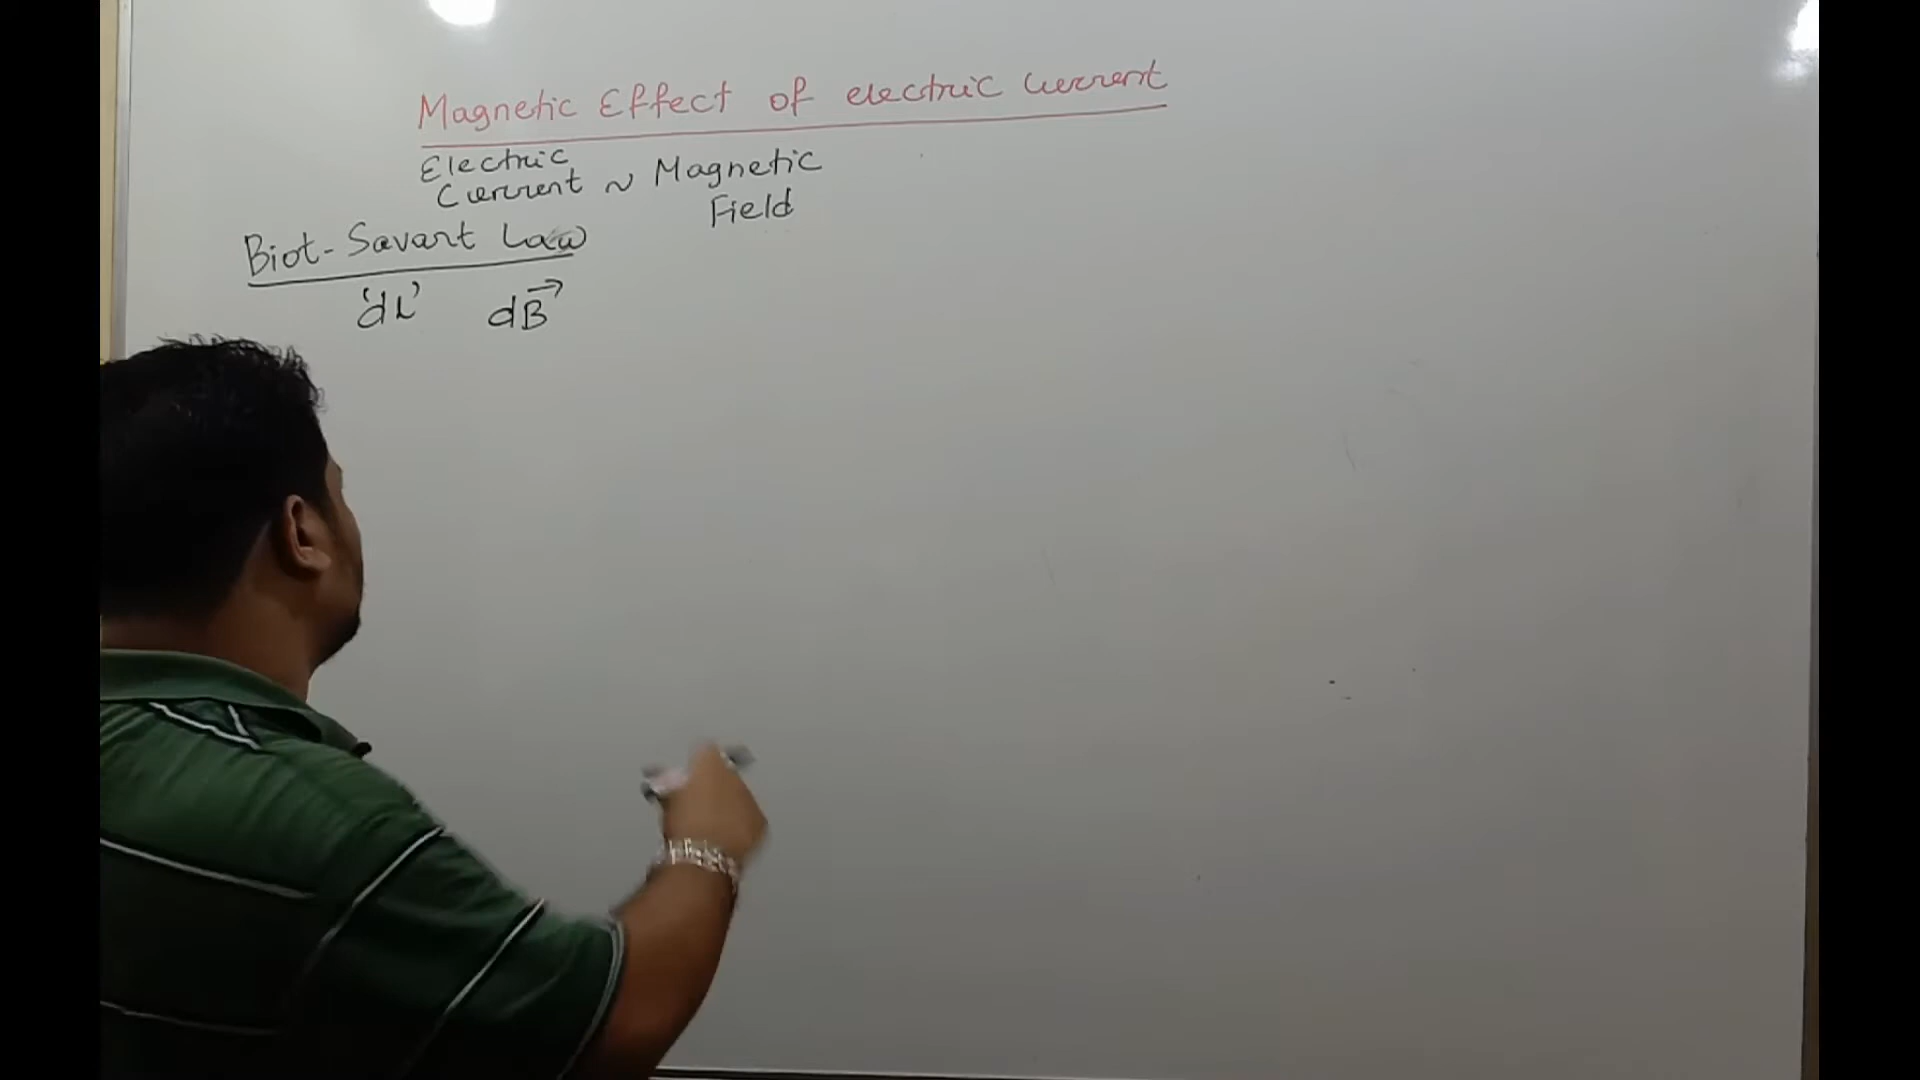 Magnetic Effect of electric Current
Electric
Current ~ Magnetic
Field
Biot-Savart Law
'dL' dB→